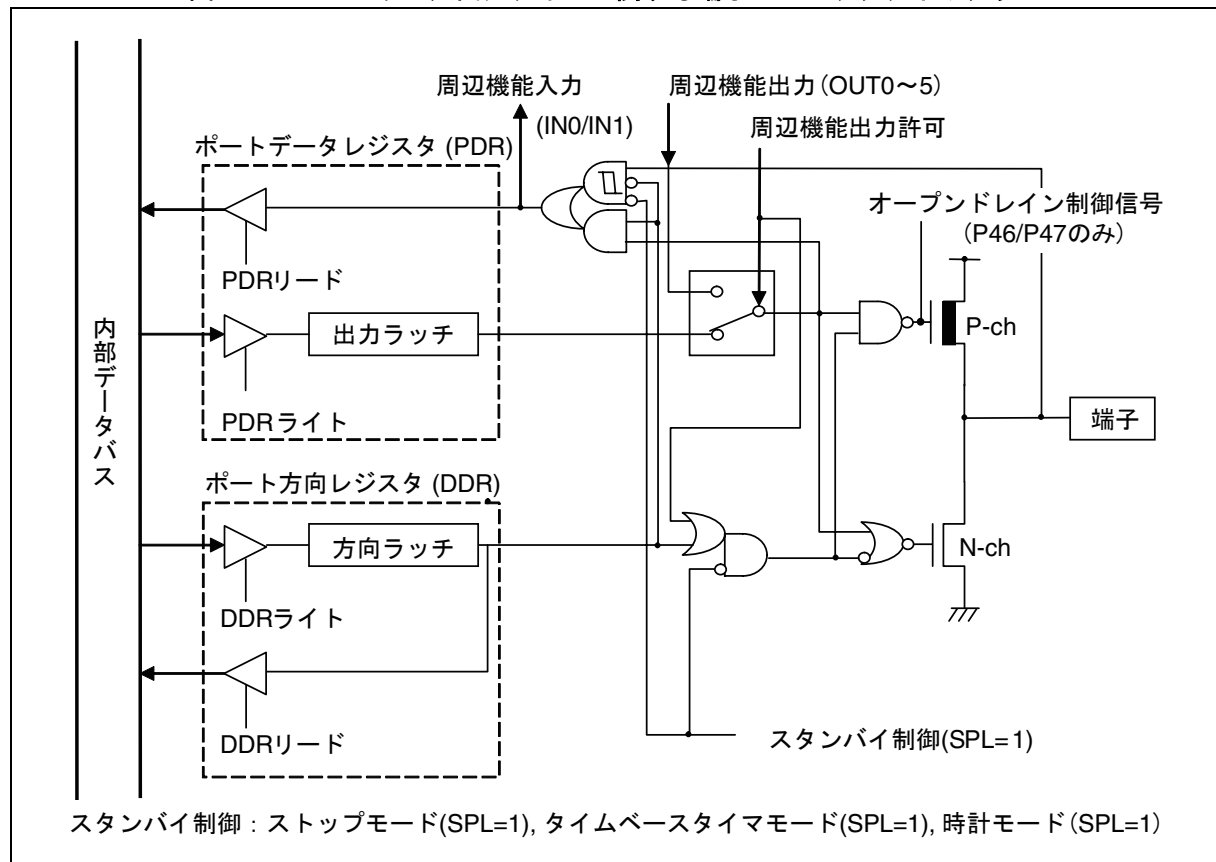 周辺機能入力
(IN0/IN1)
周辺機能出力(OUT0～5)
周辺機能出力許可
ポートデータレジスタ (PDR)
オープンドレイン制御信号
(P46/P47のみ)
PDRリード
出力ラッチ
P-ch
PDRライト
内部データバス
端子
ポート方向レジスタ (DDR)
方向ラッチ
N-ch
DDRライト
DDRリード
スタンバイ制御(SPL=1)
スタンバイ制御 : ストップモード(SPL=1), タイムベースタイマモード(SPL=1), 時計モード(SPL=1)